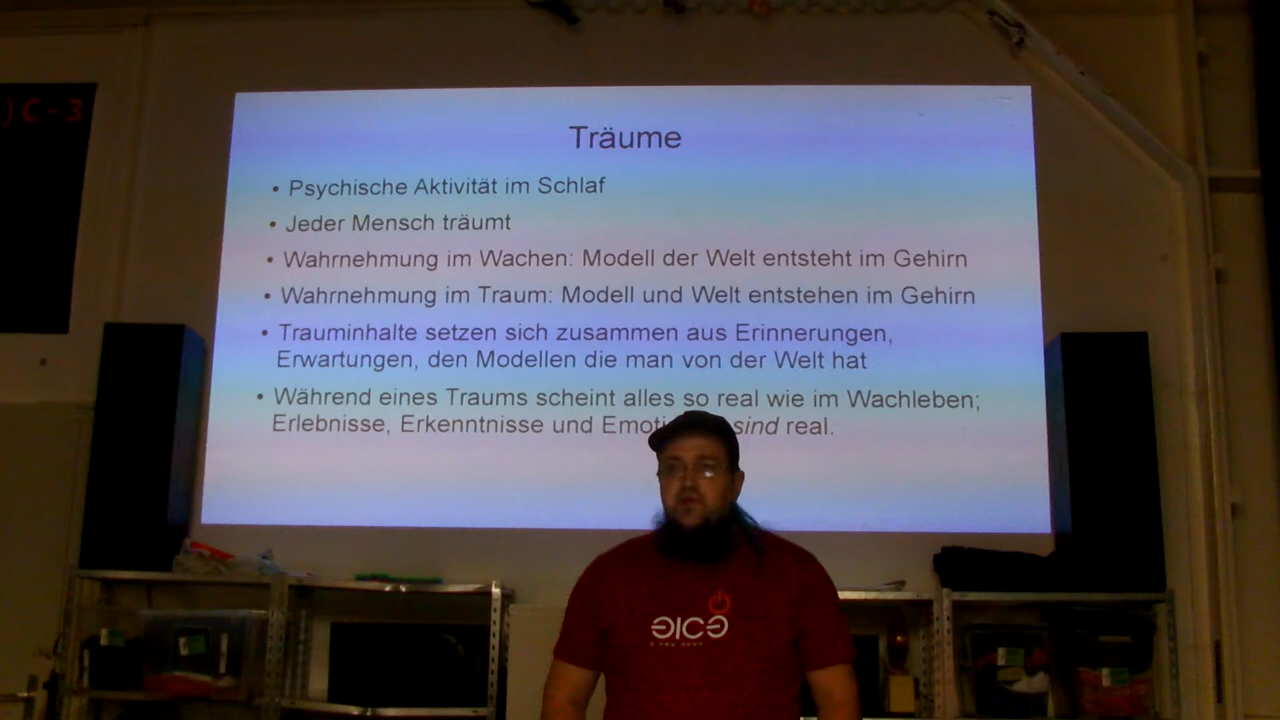 )C-3
Träume
• Psychische Aktivität im Schlaf
• Jeder Mensch träumt
• Wahrnehmung im Wachen: Modell der Welt entsteht im Gehirn
• Wahrnehmung im Traum: Modell und Welt entstehen im Gehirn
• Trauminhalte setzen sich zusammen aus Erinnerungen,
Erwartungen, den Modellen die man von der Welt hat
• Während eines Traums scheint alles so real wie im Wachleben;
Erlebnisse, Erkenntnisse und sind real.